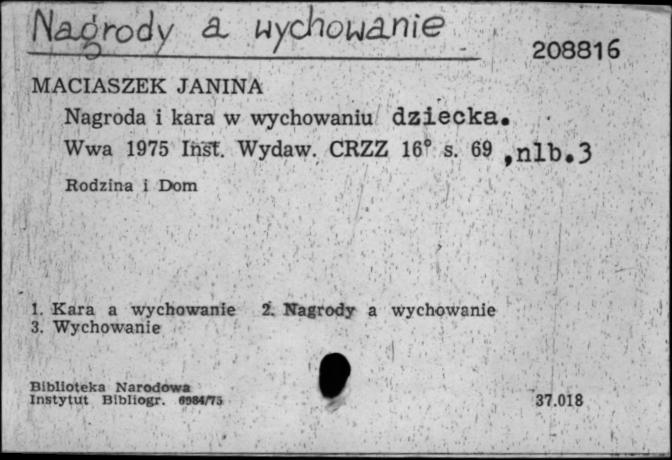 Nagrody a wychowanie
208816
MACIASZEK JANINA
Nagroda i kara w wychowaniu dziecka.
Wwa 1975 Inst. Wydaw. CRZZ 16° s. 69 ,nlb.3
Rodzina i Dom
1. Kara a wychowanie 2. Nagrody a wychowanie
3. Wychowanie
Biblioteka Narodowa
Instytut Bibliogr. 6984/75
37.018